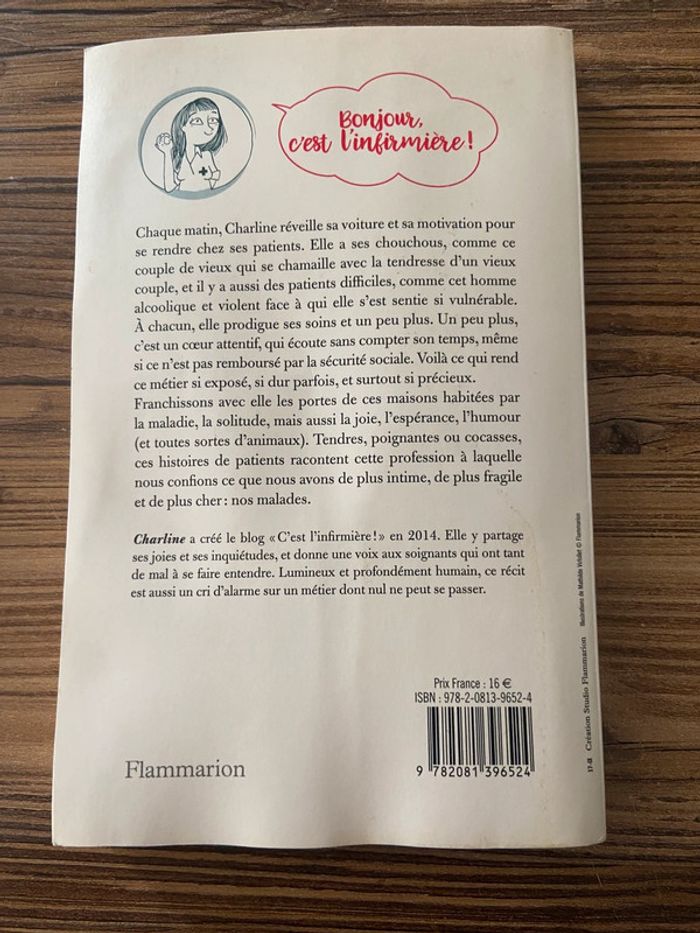 Bonjour,
c'est l'infirmière !
Chaque matin, Charline réveille sa voiture et sa motivation pour
se rendre chez ses patients. Elle a ses chouchous, comme ce
couple de vieux qui se chamaille avec la tendresse d'un vieux
couple, et il y a aussi des patients difficiles, comme cet homme
alcoolique et violent face à qui elle s'est sentie si vulnérable.
À chacun, elle prodigue ses soins et un peu plus. Un peu plus,
c'est un cœur attentif, qui écoute sans compter son temps, même
si ce n'est pas remboursé par la sécurité sociale. Voilà ce qui rend
ce métier si exposé, si dur parfois, et surtout si précieux.
Franchissons avec elle les portes de ces maisons habitées par
la maladie, la solitude, mais aussi la joie, l'espérance, l'humour
(et toutes sortes d'animaux). Tendres, poignantes ou cocasses,
ces histoires de patients racontent cette profession à laquelle
nous confions ce que nous avons de plus intime, de plus fragile
et de plus cher : nos malades.
Charline a créé le blog « C'est l'infirmière ! » en 2014. Elle y partage
ses joies et ses inquiétudes, et donne une voix aux soignants qui ont tant
de mal à se faire entendre. Lumineux et profondément humain, ce récit
est aussi un cri d'alarme sur un métier dont nul ne peut se passer.
Prix France : 16 €
ISBN : 978-2-0813-9652-4
9 782081 396524
Flammarion
Création Studio Flammarion
Illustrations de Mathilde © Flammarion